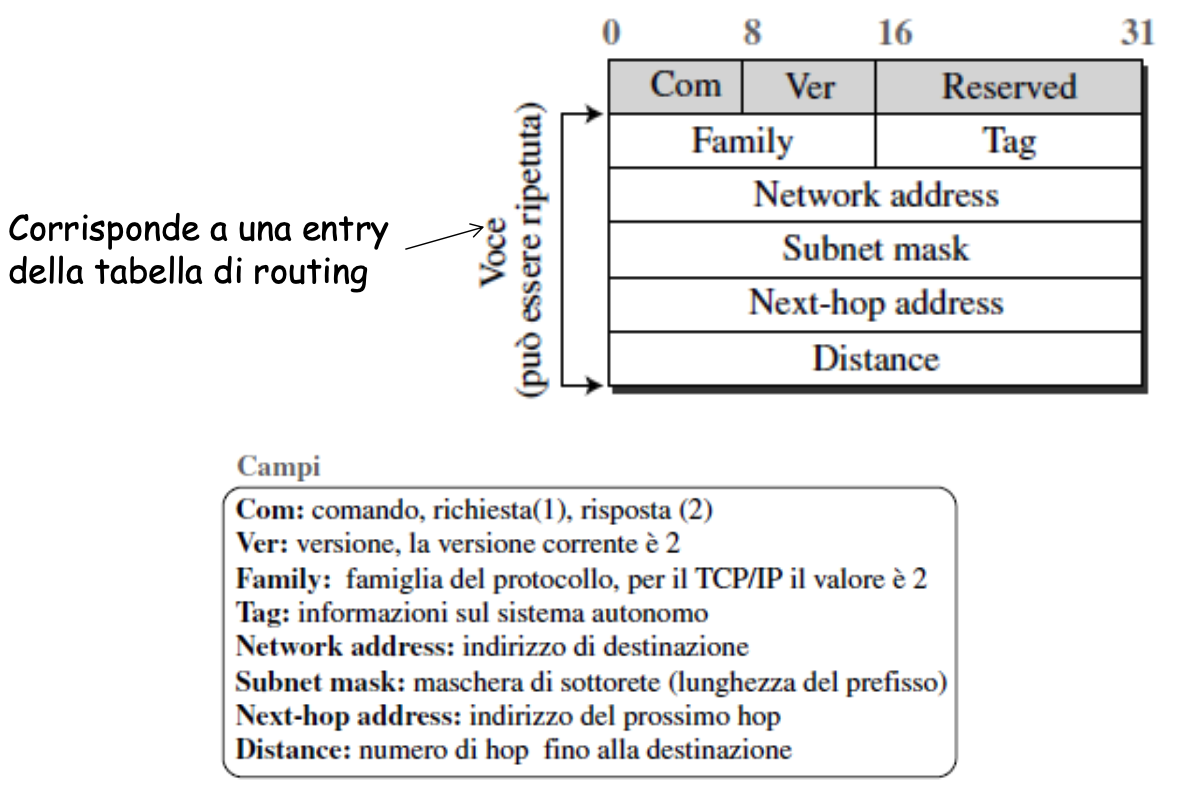 0 8 16 31
Com Ver Reserved
Family Tag
Network address
Subnet mask
Next-hop address
Distance
Voce
(può essere ripetuta)
Corrisponde a una entry
della tabella di routing
Campi
Com: comando, richiesta(1), risposta (2)
Ver: versione, la versione corrente è 2
Family: famiglia del protocollo, per il TCP/IP il valore è 2
Tag: informazioni sul sistema autonomo
Network address: indirizzo di destinazione
Subnet mask: maschera di sottorete (lunghezza del prefisso)
Next-hop address: indirizzo del prossimo hop
Distance: numero di hop fino alla destinazione